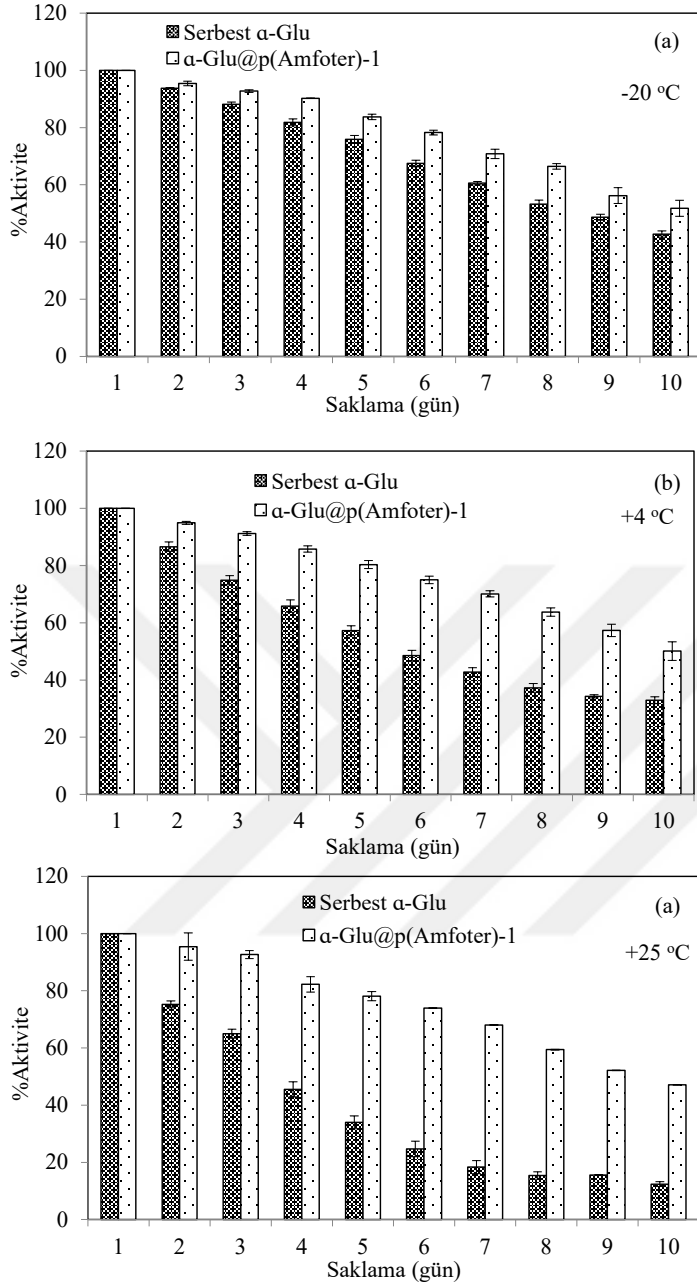 Serbest α-Glu
α-Glu@p(Amfoter)-1
(a)
-20 °C
%Aktivite
120
100
80
60
40
20
0
1 2 3 4 5 6 7 8 9 10
Saklama (gün)
Serbest α-Glu
α-Glu@p(Amfoter)-1
(b)
+4 °C
%Aktivite
120
100
80
60
40
20
0
1 2 3 4 5 6 7 8 9 10
Saklama (gün)
Serbest α-Glu
α-Glu@p(Amfoter)-1
(a)
+25 °C
%Aktivite
120
100
80
60
40
20
0
1 2 3 4 5 6 7 8 9 10
Saklama (gün)